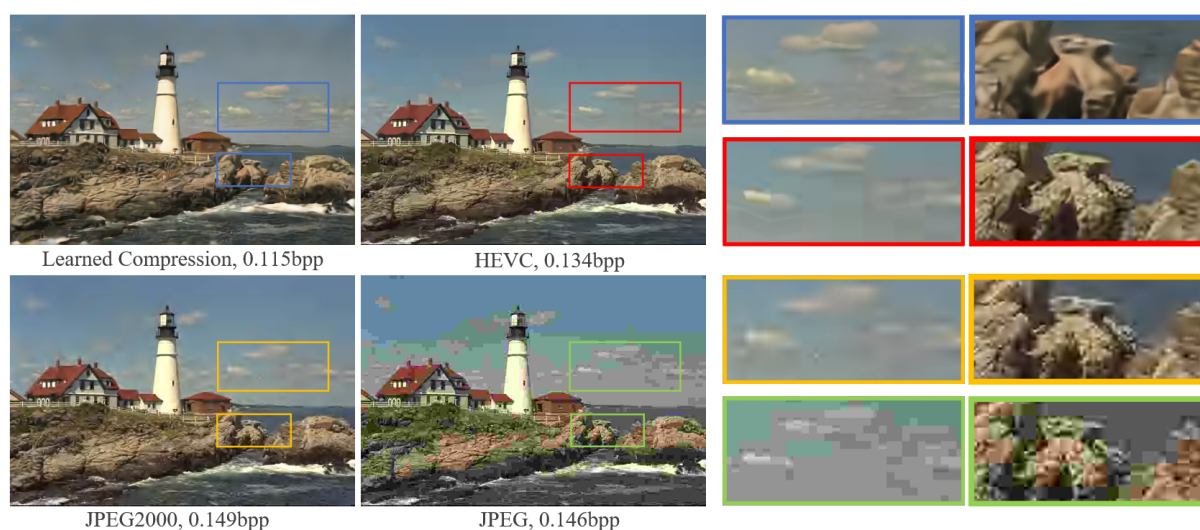 Learned Compression, 0.115bpp
HEVC, 0.134bpp
JPEG2000, 0.149bpp
JPEG, 0.146bpp